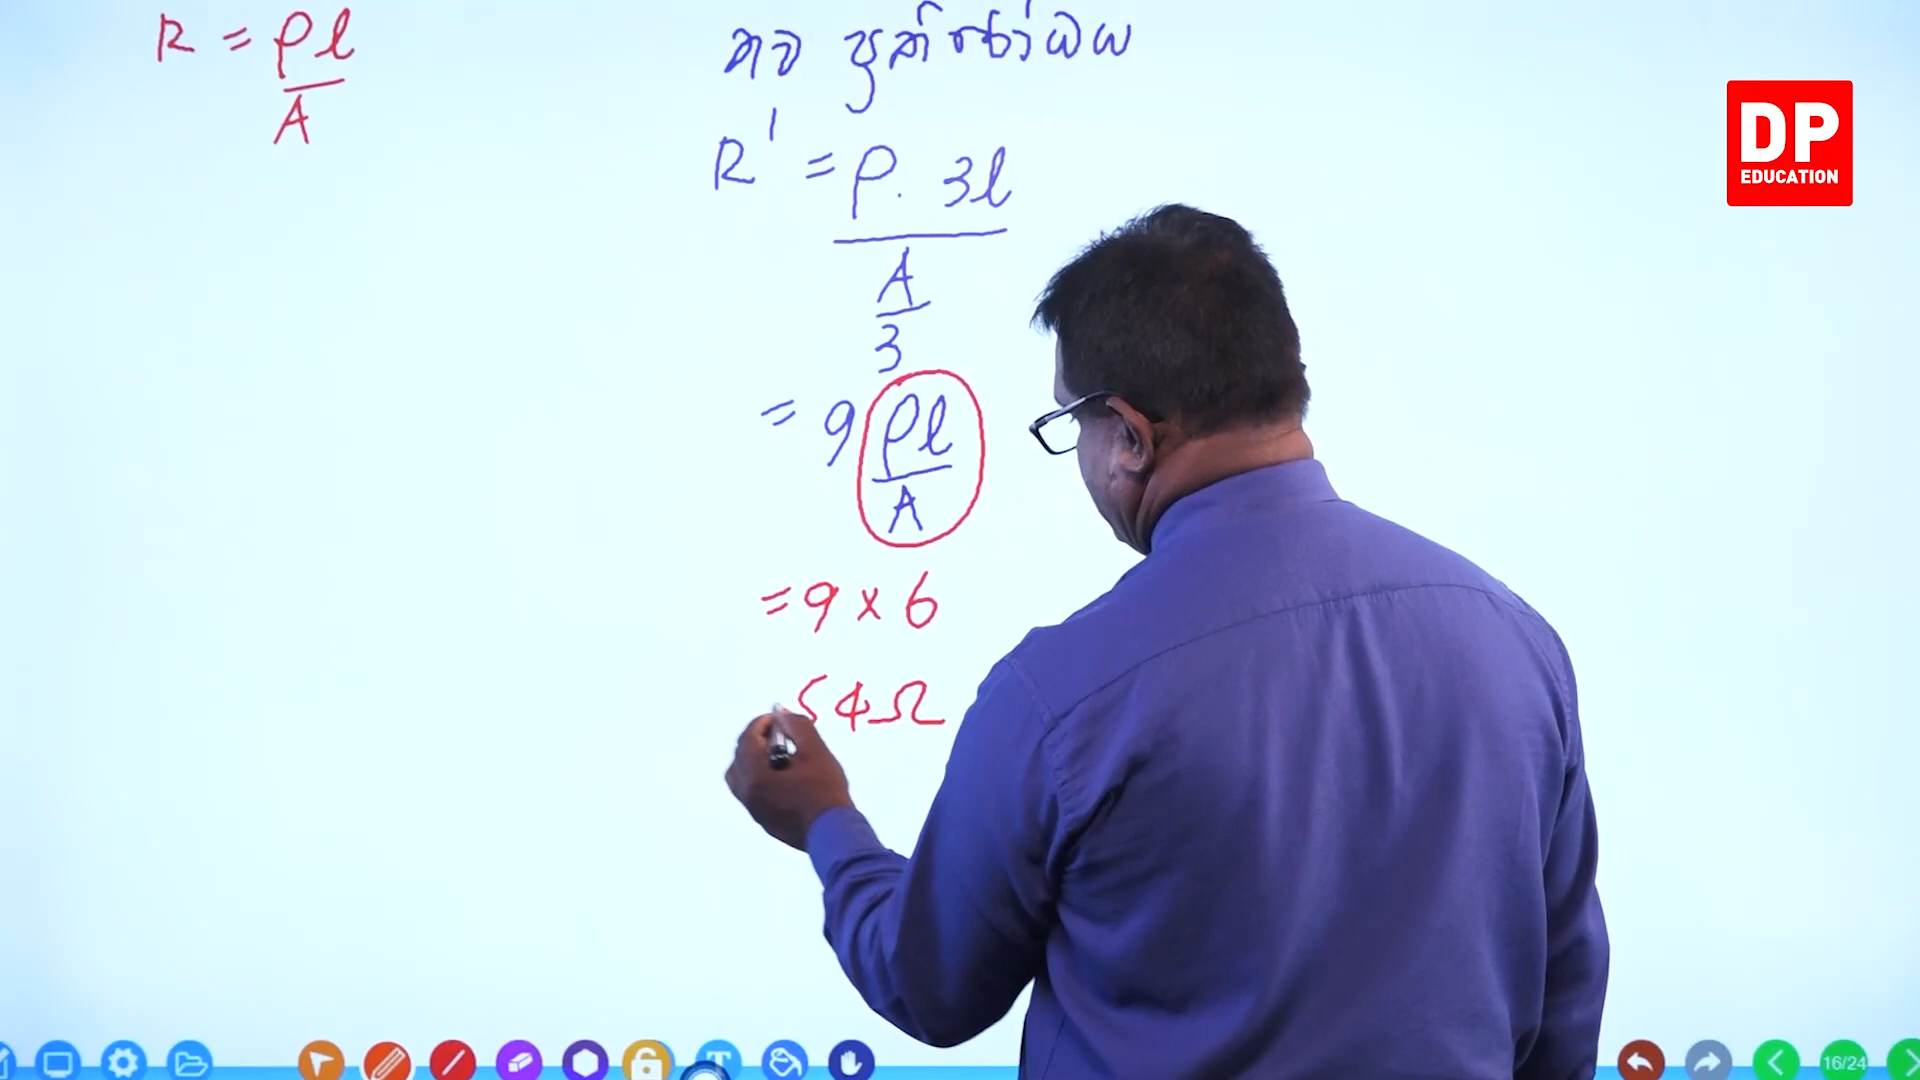 R = ρl
A
නව ප්‍රතිරෝධය
R' = ρ. 3l
A
3
= 9 ρl
A
= 9 × 6
54Ω
DP
EDUCATION
T
16/24